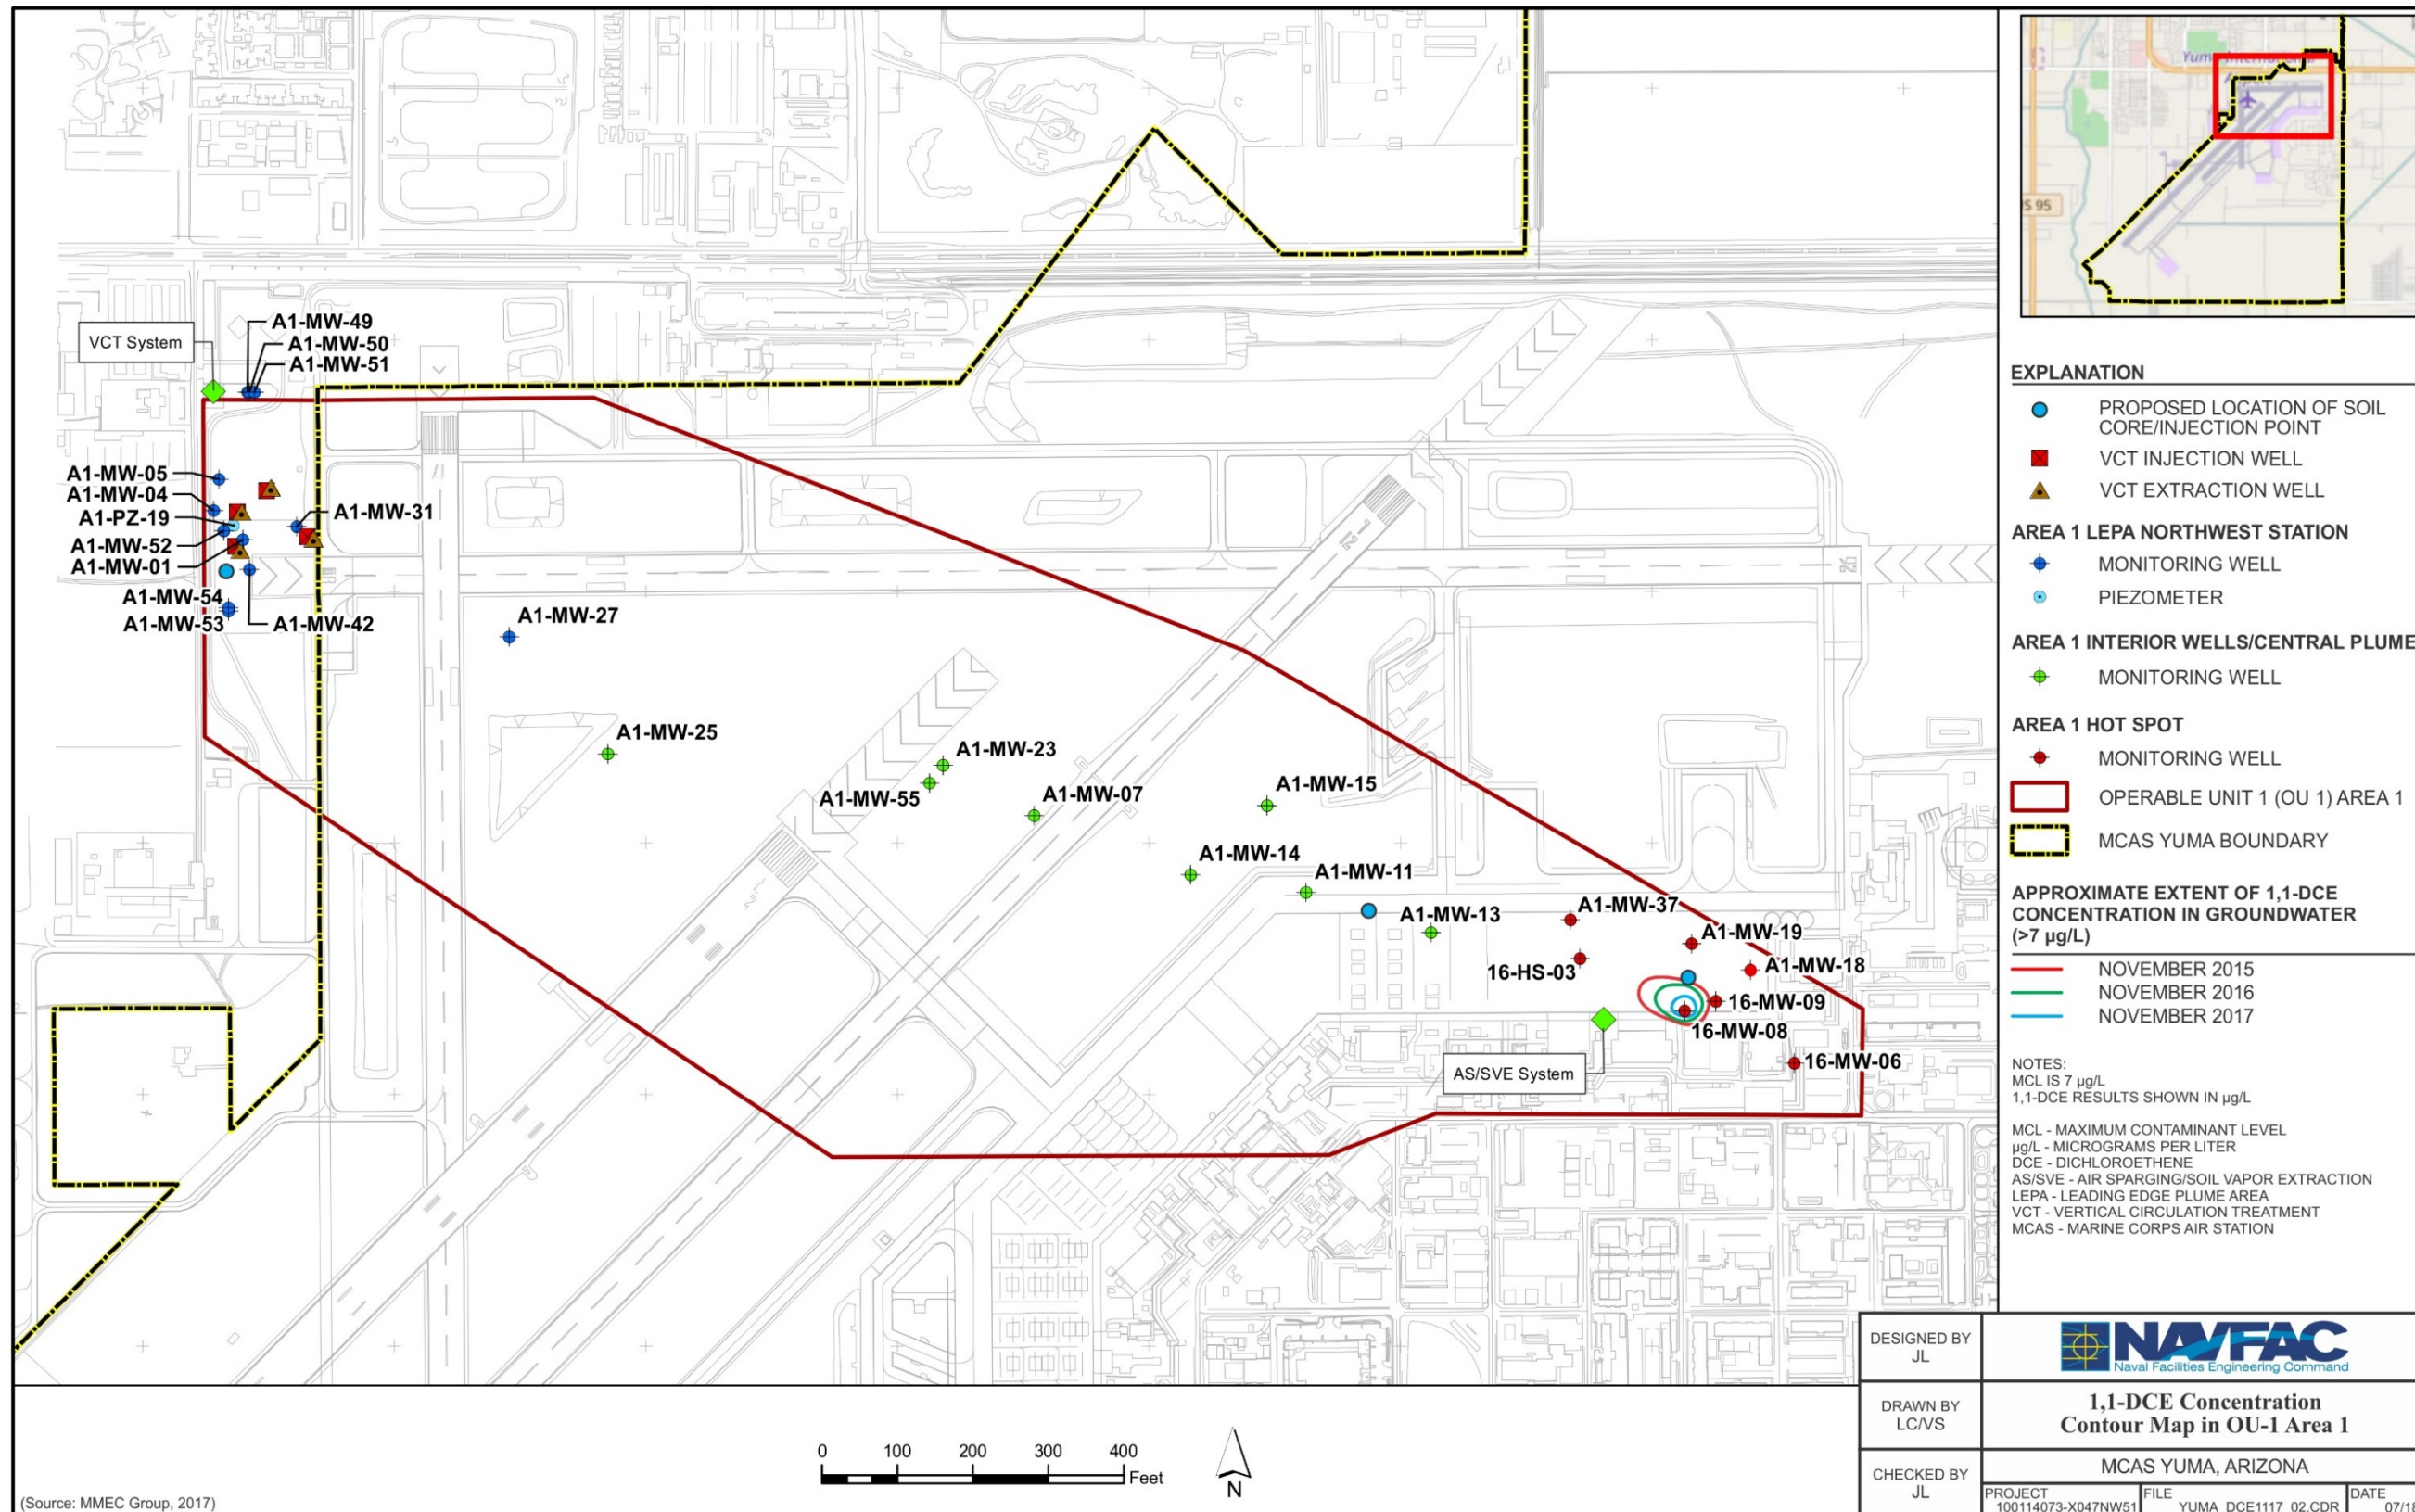 VCT System
A1-MW-49
A1-MW-50
A1-MW-51
A1-MW-05
A1-MW-04
A1-PZ-19
A1-MW-52
A1-MW-01
A1-MW-31
A1-MW-54
A1-MW-53
A1-MW-42
A1-MW-27
A1-MW-25
A1-MW-23
A1-MW-55
A1-MW-07
A1-MW-15
A1-MW-14
A1-MW-11
A1-MW-13
A1-MW-37
A1-MW-19
16-HS-03
A1-MW-18
16-MW-09
16-MW-08
16-MW-06
AS/SVE System
0 100 200 300 400
Feet
N
(Source: MMEC Group, 2017)
EXPLANATION
PROPOSED LOCATION OF SOIL
CORE/INJECTION POINT
VCT INJECTION WELL
VCT EXTRACTION WELL
AREA 1 LEPA NORTHWEST STATION
MONITORING WELL
PIEZOMETER
AREA 1 INTERIOR WELLS/CENTRAL PLUME
MONITORING WELL
AREA 1 HOT SPOT
MONITORING WELL
OPERABLE UNIT 1 (OU 1) AREA 1
MCAS YUMA BOUNDARY
APPROXIMATE EXTENT OF 1,1-DCE
CONCENTRATION IN GROUNDWATER
(>7 µg/L)
NOVEMBER 2015
NOVEMBER 2016
NOVEMBER 2017
NOTES:
MCL IS 7 µg/L
1,1-DCE RESULTS SHOWN IN µg/L
MCL - MAXIMUM CONTAMINANT LEVEL
µg/L - MICROGRAMS PER LITER
DCE - DICHLOROETHENE
AS/SVE - AIR SPARGING/SOIL VAPOR EXTRACTION
LEPA - LEADING EDGE PLUME AREA
VCT - VERTICAL CIRCULATION TREATMENT
MCAS - MARINE CORPS AIR STATION
DESIGNED BY
JL
NAVFAC
Naval Facilities Engineering Command
DRAWN BY
LC/VS
1,1-DCE Concentration
Contour Map in OU-1 Area 1
CHECKED BY
JL
MCAS YUMA, ARIZONA
PROJECT
100114073-X047NW51
FILE
YUMA_DCE1117_02.CDR
DATE
07/18